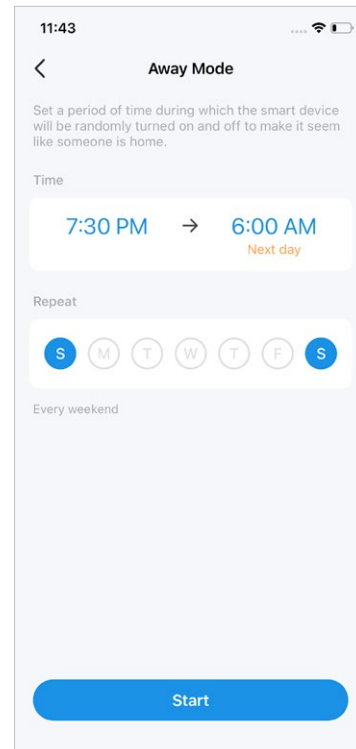 11:43
Away Mode
Set a period of time during which the smart device
will be randomly turned on and off to make it seem
like someone is home.
Time
7:30 PM → 6:00 AM
Next day
Repeat
S M T W T F S
Every weekend
Start